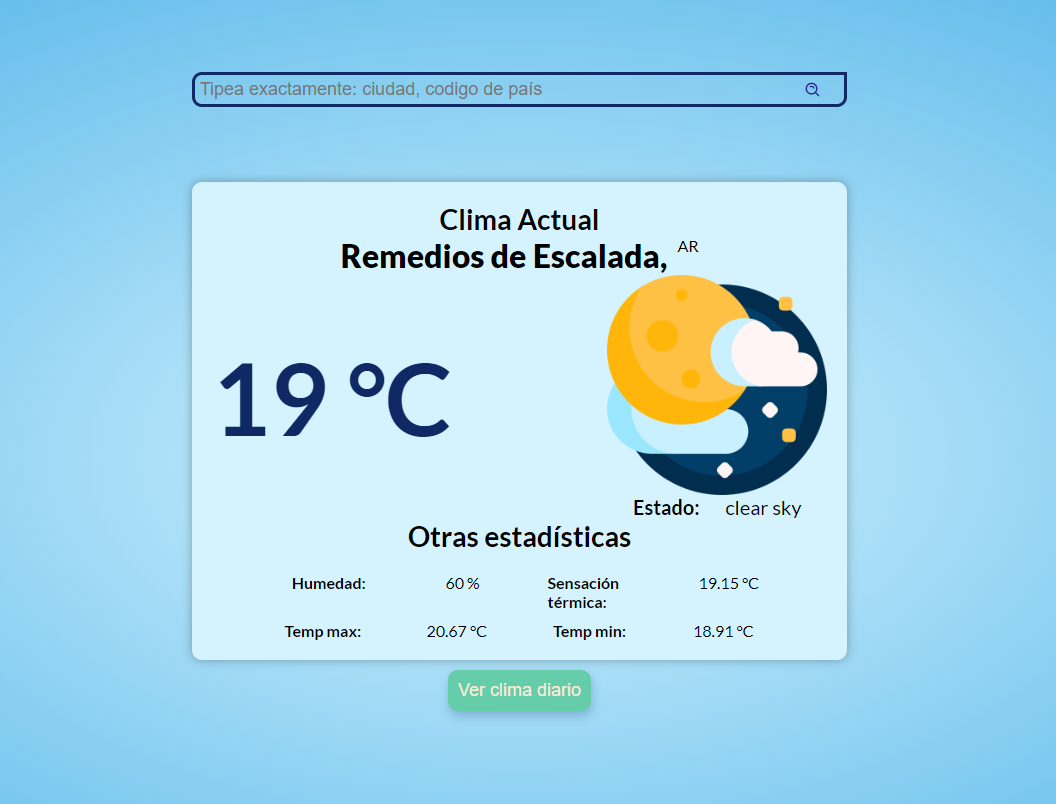 Tipea exactamente: ciudad, codigo de país
Clima Actual
Remedios de Escalada, AR
19 °C
Estado: clear sky
Otras estadísticas
Humedad: 60 % Sensación térmica: 19.15 °C
Temp max: 20.67 °C Temp min: 18.91 °C
Ver clima diario